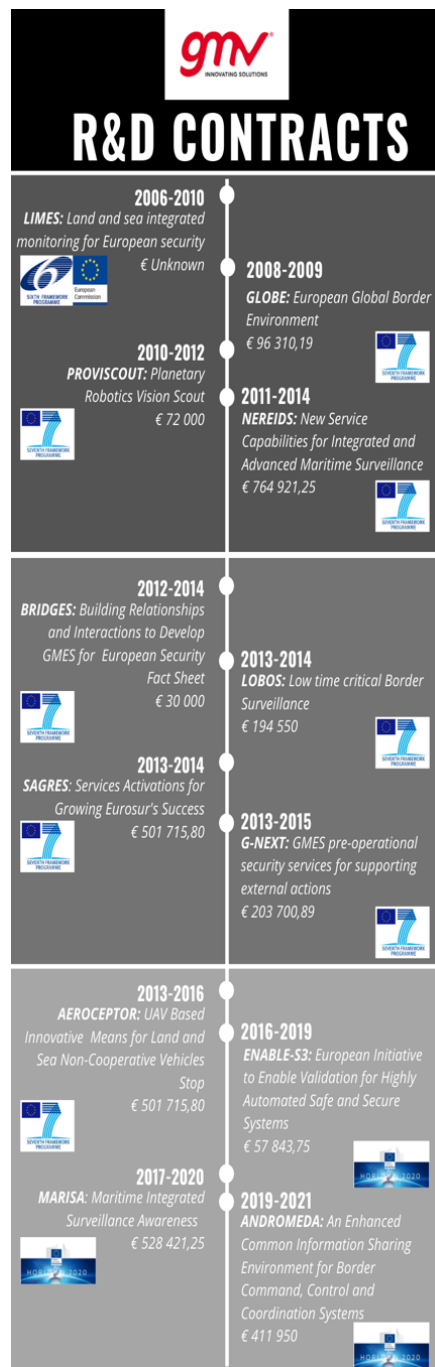 gmv
INNOVATING SOLUTIONS
R&D CONTRACTS
2006-2010
LIMES: Land and sea integrated
monitoring for European security
€ Unknown
SIXTH FRAMEWORK
PROGRAMME
European
Commission
2008-2009
GLOBE: European Global Border
Environment
€ 96 310,19
SEVENTH FRAMEWORK
PROGRAMME
2010-2012
PROVISCOUT: Planetary
Robotics Vision Scout
€ 72 000
SEVENTH FRAMEWORK
PROGRAMME
2011-2014
NEREIDS: New Service
Capabilities for Integrated and
Advanced Maritime Surveillance
€ 764 921,25
SEVENTH FRAMEWORK
PROGRAMME
2012-2014
BRIDGES: Building Relationships
and Interactions to Develop
GMES for European Security
Fact Sheet
€ 30 000
SEVENTH FRAMEWORK
PROGRAMME
2013-2014
LOBOS: Low time critical Border
Surveillance
€ 194 550
SEVENTH FRAMEWORK
PROGRAMME
2013-2014
SAGRES: Services Activations for
Growing Eurosur's Success
€ 501 715,80
SEVENTH FRAMEWORK
PROGRAMME
2013-2015
G-NEXT: GMES pre-operational
security services for supporting
external actions
€ 203 700,89
SEVENTH FRAMEWORK
PROGRAMME
2013-2016
AEROCEPTOR: UAV Based
Innovative Means for Land and
Sea Non-Cooperative Vehicles
Stop
€ 501 715,80
SEVENTH FRAMEWORK
PROGRAMME
2016-2019
ENABLE-S3: European Initiative
to Enable Validation for Highly
Automated Safe and Secure
Systems
€ 57 843,75
HORIZON 2020
2017-2020
MARISA: Maritime Integrated
Surveillance Awareness
€ 528 421,25
HORIZON 2020
2019-2021
ANDROMEDA: An Enhanced
Common Information Sharing
Environment for Border
Command, Control and
Coordination Systems
€ 411 950
HORIZON 2020